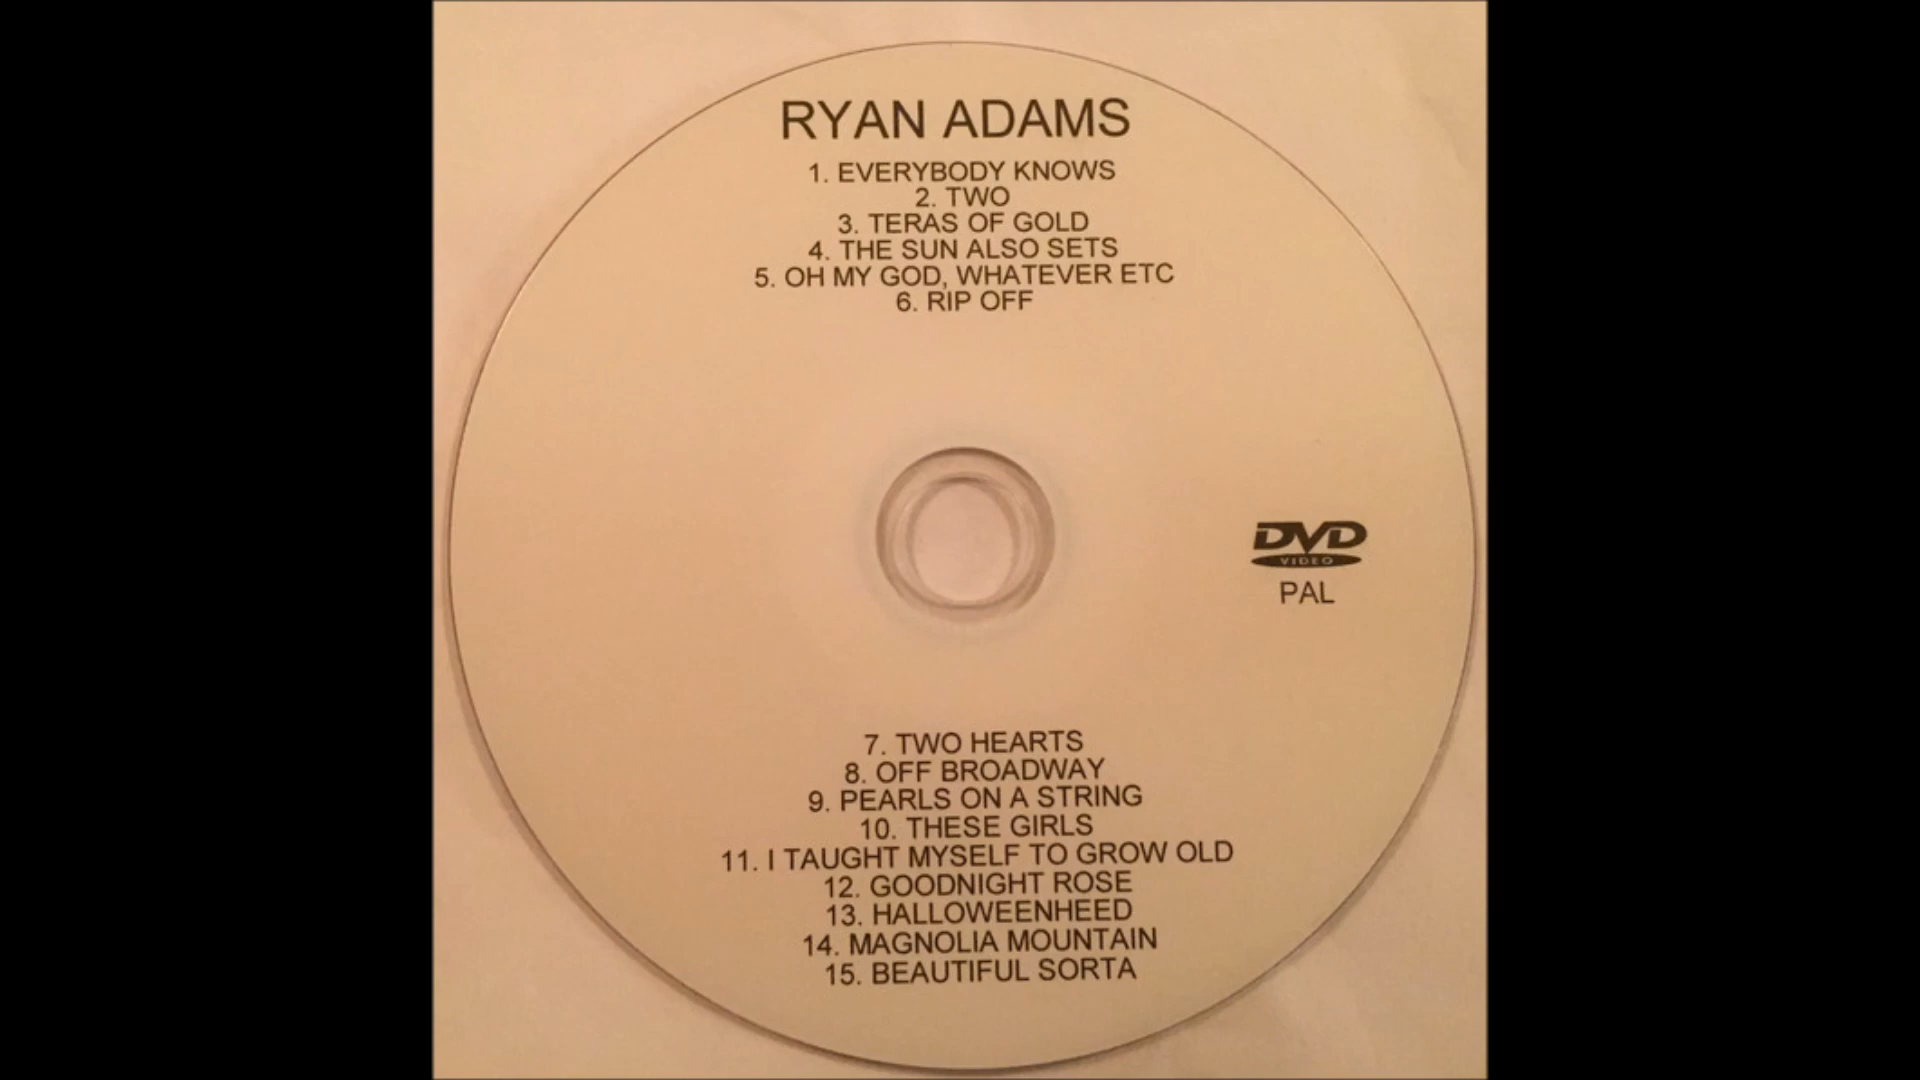 RYAN ADAMS
1. EVERYBODY KNOWS
2. TWO
3. TERAS OF GOLD
4. THE SUN ALSO SETS
5. OH MY GOD, WHATEVER ETC
6. RIP OFF
DVD
VIDEO
PAL
7. TWO HEARTS
8. OFF BROADWAY
9. PEARLS ON A STRING
10. THESE GIRLS
11. I TAUGHT MYSELF TO GROW OLD
12. GOODNIGHT ROSE
13. HALLOWEENHEED
14. MAGNOLIA MOUNTAIN
15. BEAUTIFUL SORTA